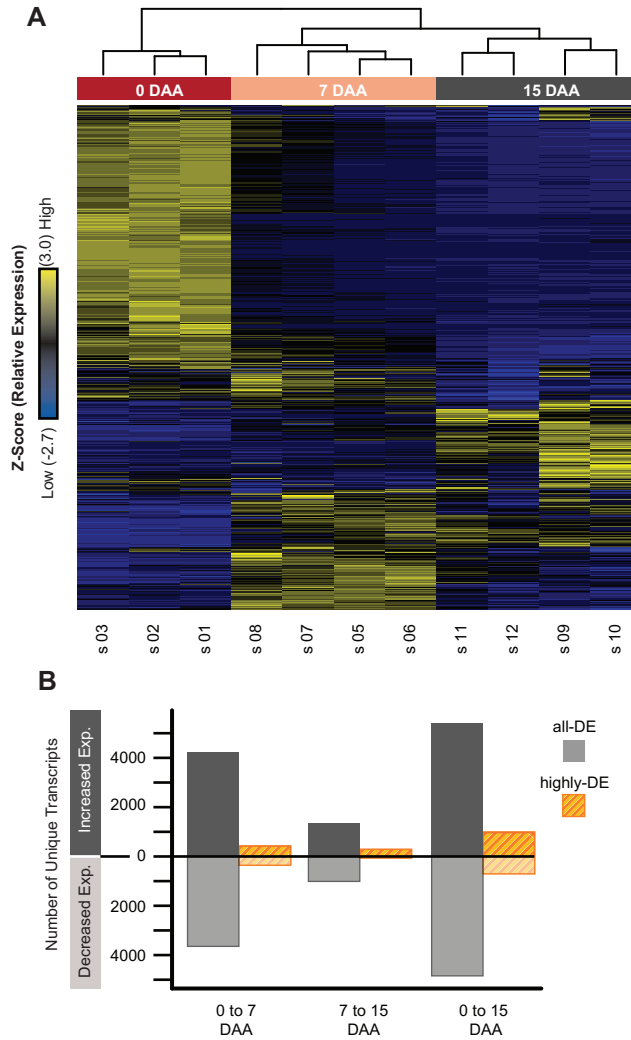 A
0 DAA 7 DAA 15 DAA
Z-Score (Relative Expression)
Low (-2.7)
(3.0) High
s 03 s 02 s 01 s 08 s 07 s 05 s 06 s 11 s 12 s 09 s 10
B
Number of Unique Transcripts
Increased Exp.
Decreased Exp.
4000
2000
0
2000
4000
all-DE
highly-DE
0 to 7
DAA
7 to 15
DAA
0 to 15
DAA